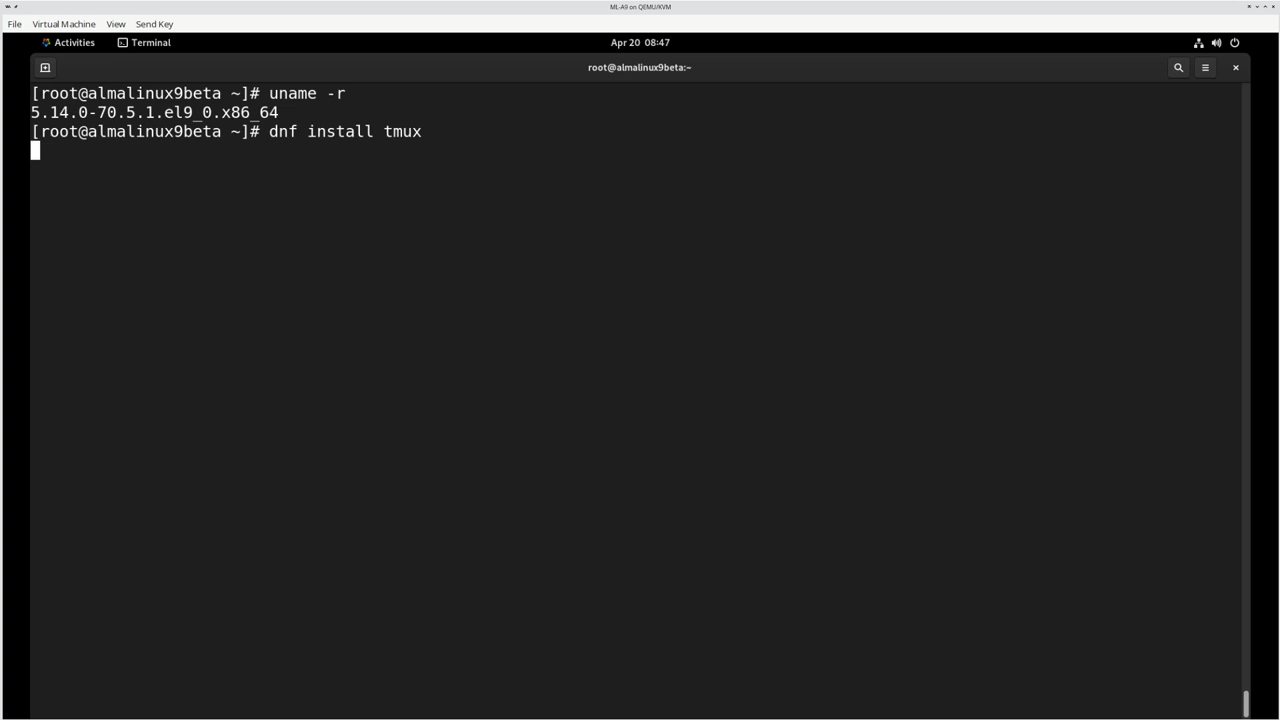 ML-A9 on QEMU/KVM
File Virtual Machine View Send Key
Activities Terminal Apr 20 08:47
root@almalinux9beta:~
[root@almalinux9beta ~]# uname -r
5.14.0-70.5.1.el9_0.x86_64
[root@almalinux9beta ~]# dnf install tmux